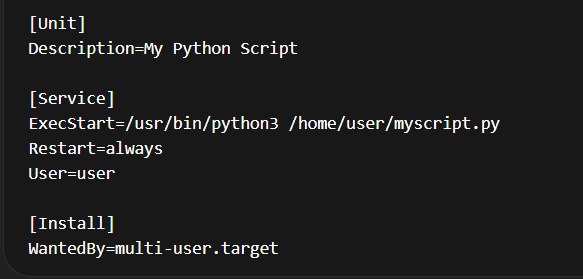 [Unit]
Description=My Python Script
[Service]
ExecStart=/usr/bin/python3 /home/user/myscript.py
Restart=always
User=user
[Install]
WantedBy=multi-user.target